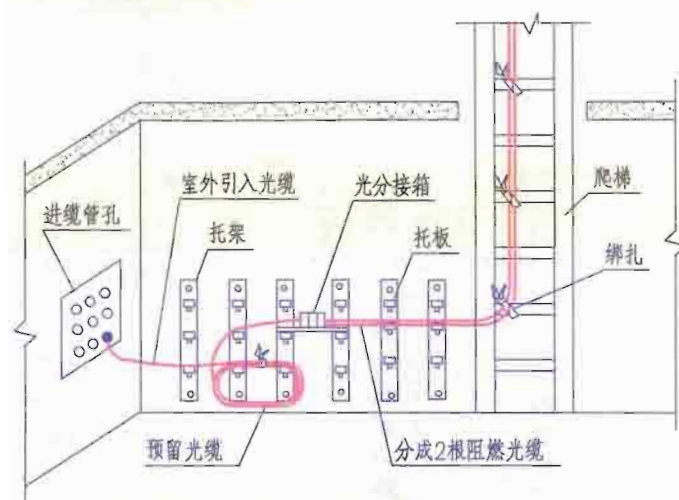 室外引入光缆
光分接箱
爬梯
进缆管孔
托架
托板
绑扎
预留光缆
分成2根阻燃光缆